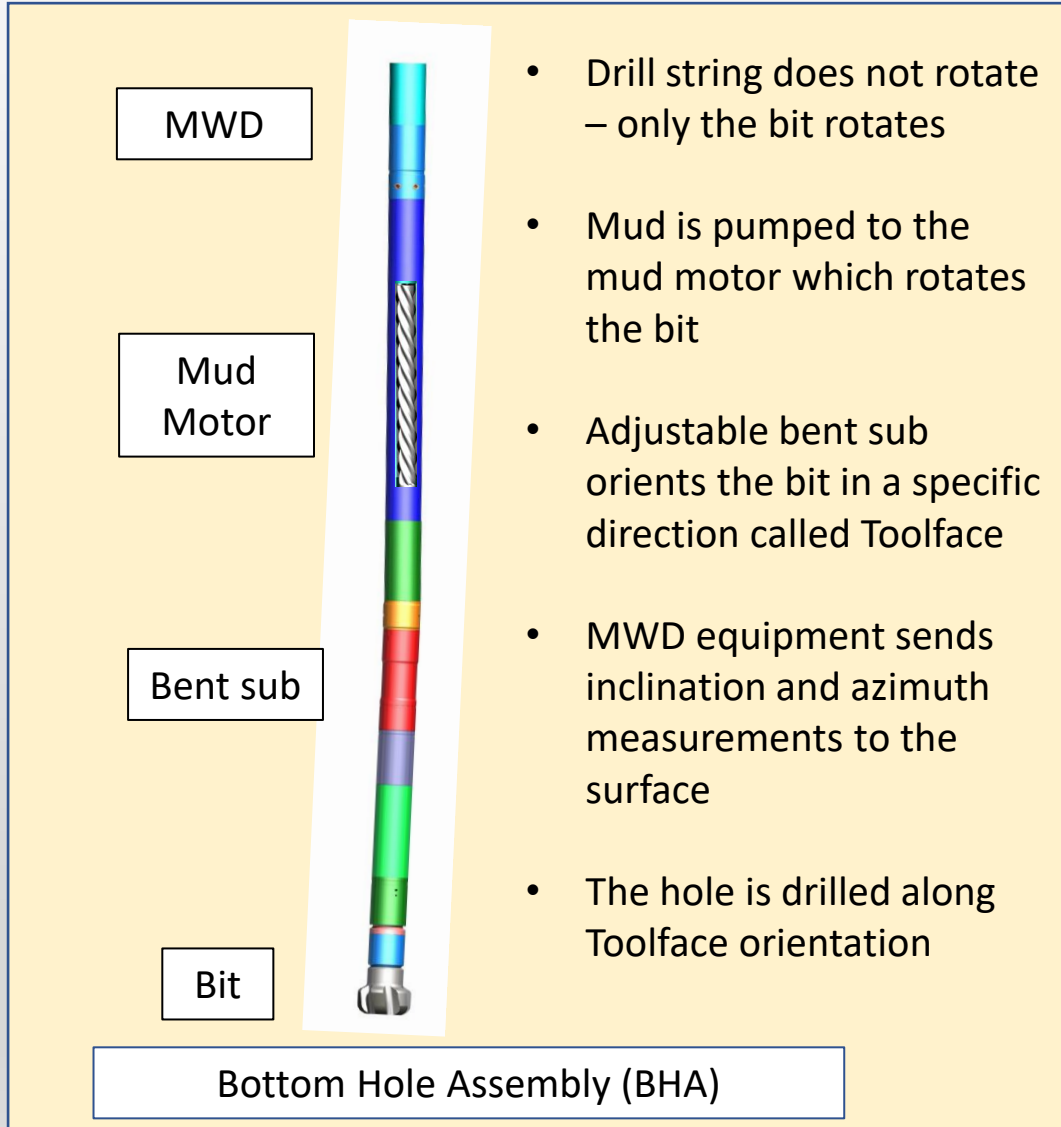 MWD
Mud
Motor
Bent sub
Bit
Bottom Hole Assembly (BHA)
• Drill string does not rotate
– only the bit rotates
• Mud is pumped to the
mud motor which rotates
the bit
• Adjustable bent sub
orients the bit in a specific
direction called Toolface
• MWD equipment sends
inclination and azimuth
measurements to the
surface
• The hole is drilled along
Toolface orientation